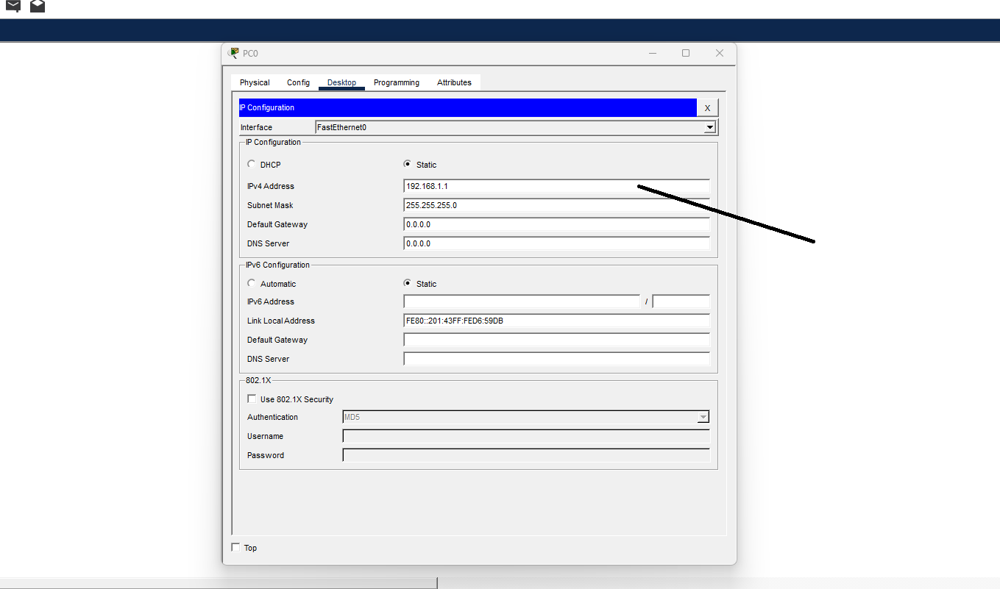 PC0
Physical Config Desktop Programming Attributes
IP Configuration X
Interface FastEthernet0
IP Configuration
DHCP Static
IPv4 Address 192.168.1.1
Subnet Mask 255.255.255.0
Default Gateway 0.0.0.0
DNS Server 0.0.0.0
IPv6 Configuration
Automatic Static
IPv6 Address /
Link Local Address FE80::201:43FF:FED6:59DB
Default Gateway
DNS Server
802.1X
Use 802.1X Security
Authentication MD5
Username
Password
Top